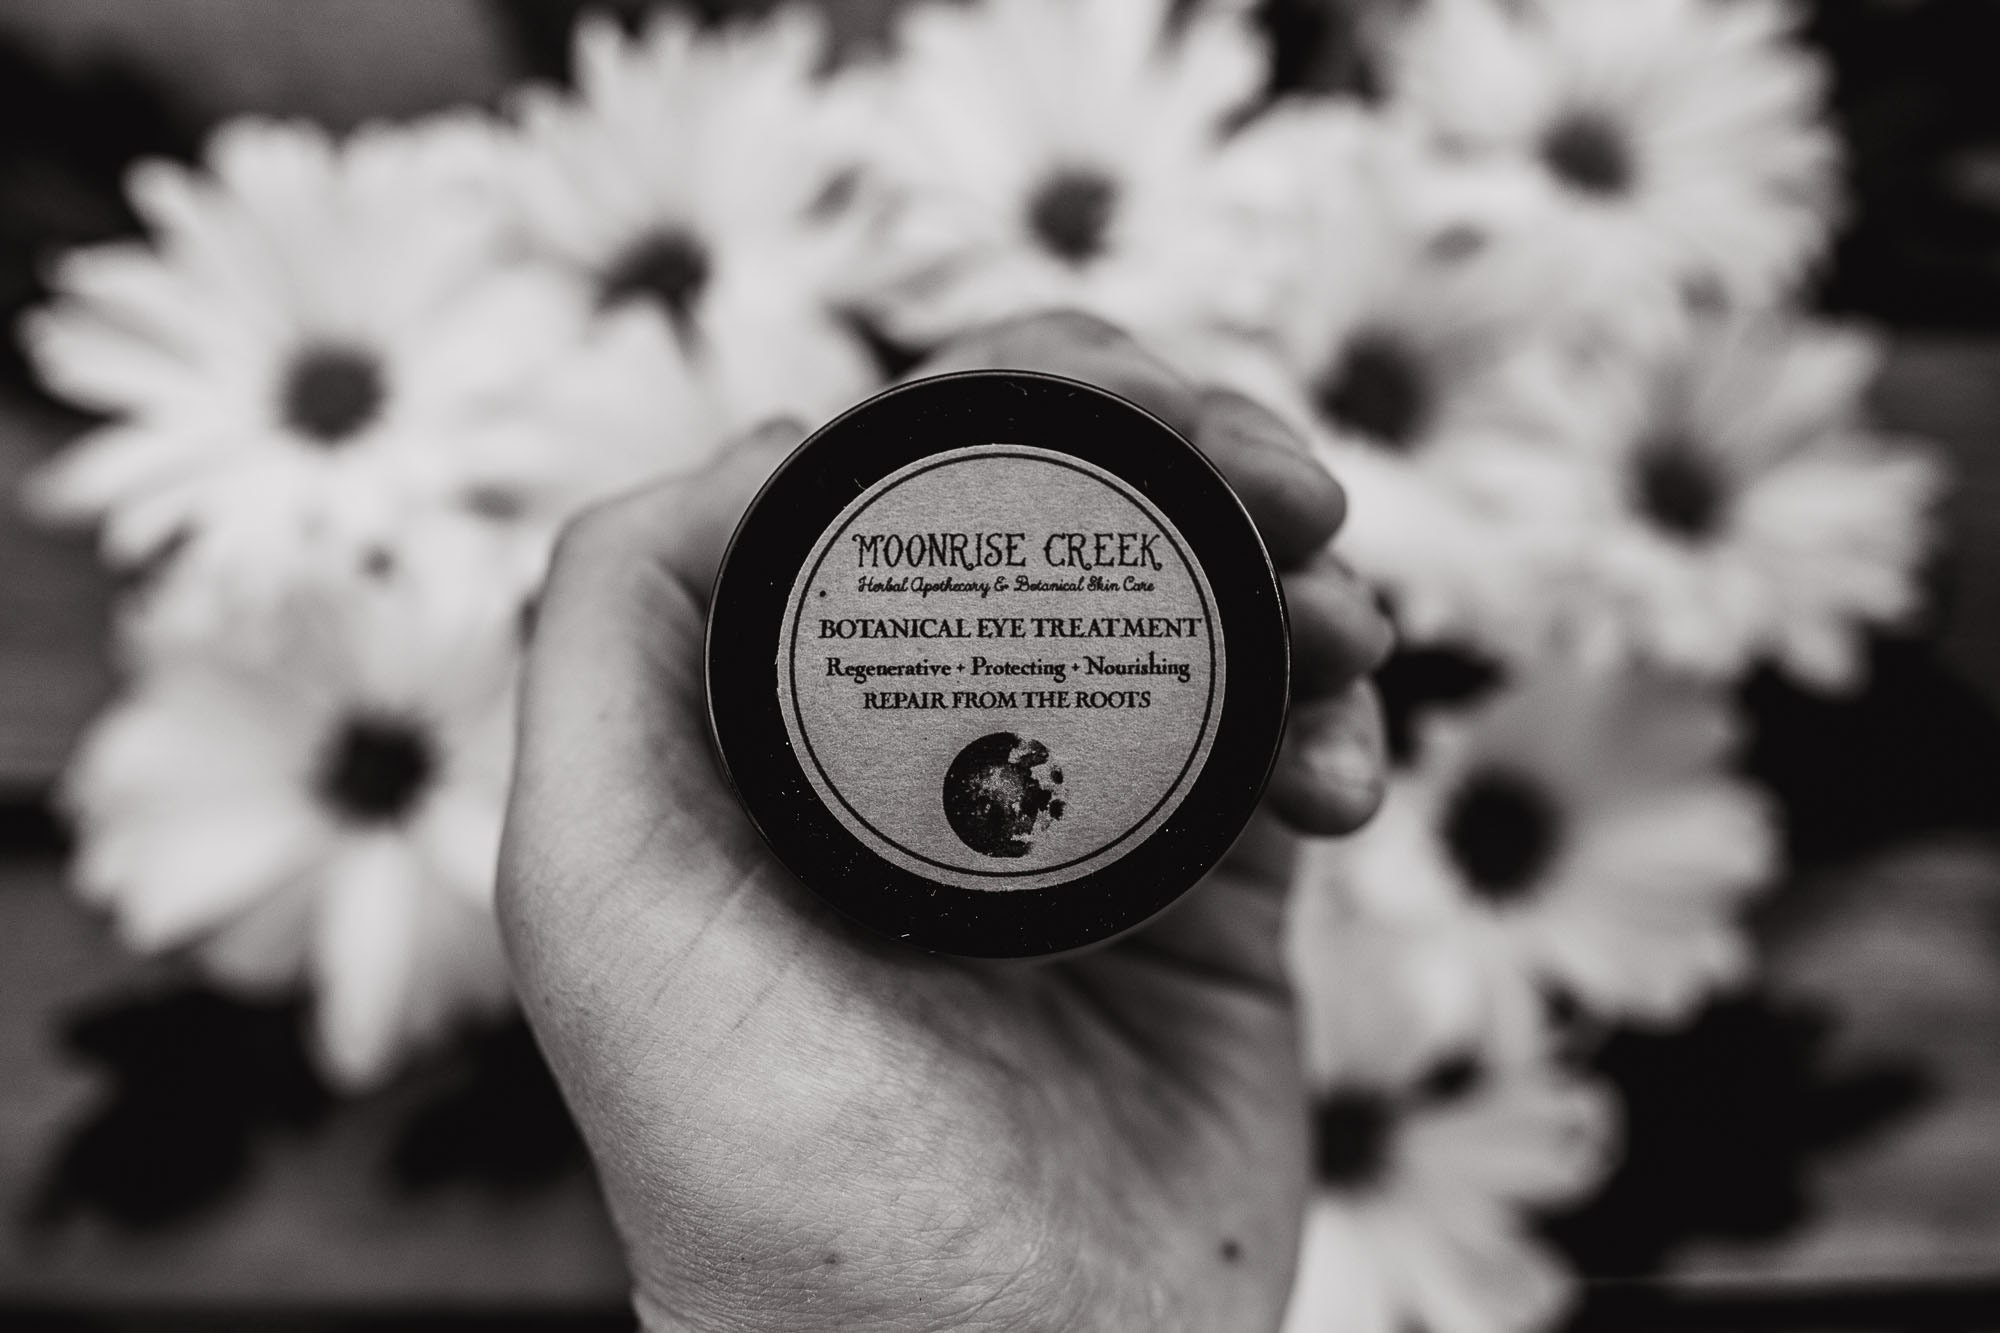 MOONRISE CREEK
Herbal Apothecary & Botanical Skin Care
BOTANICAL EYE TREATMENT
Regenerative + Protecting + Nourishing
REPAIR FROM THE ROOTS